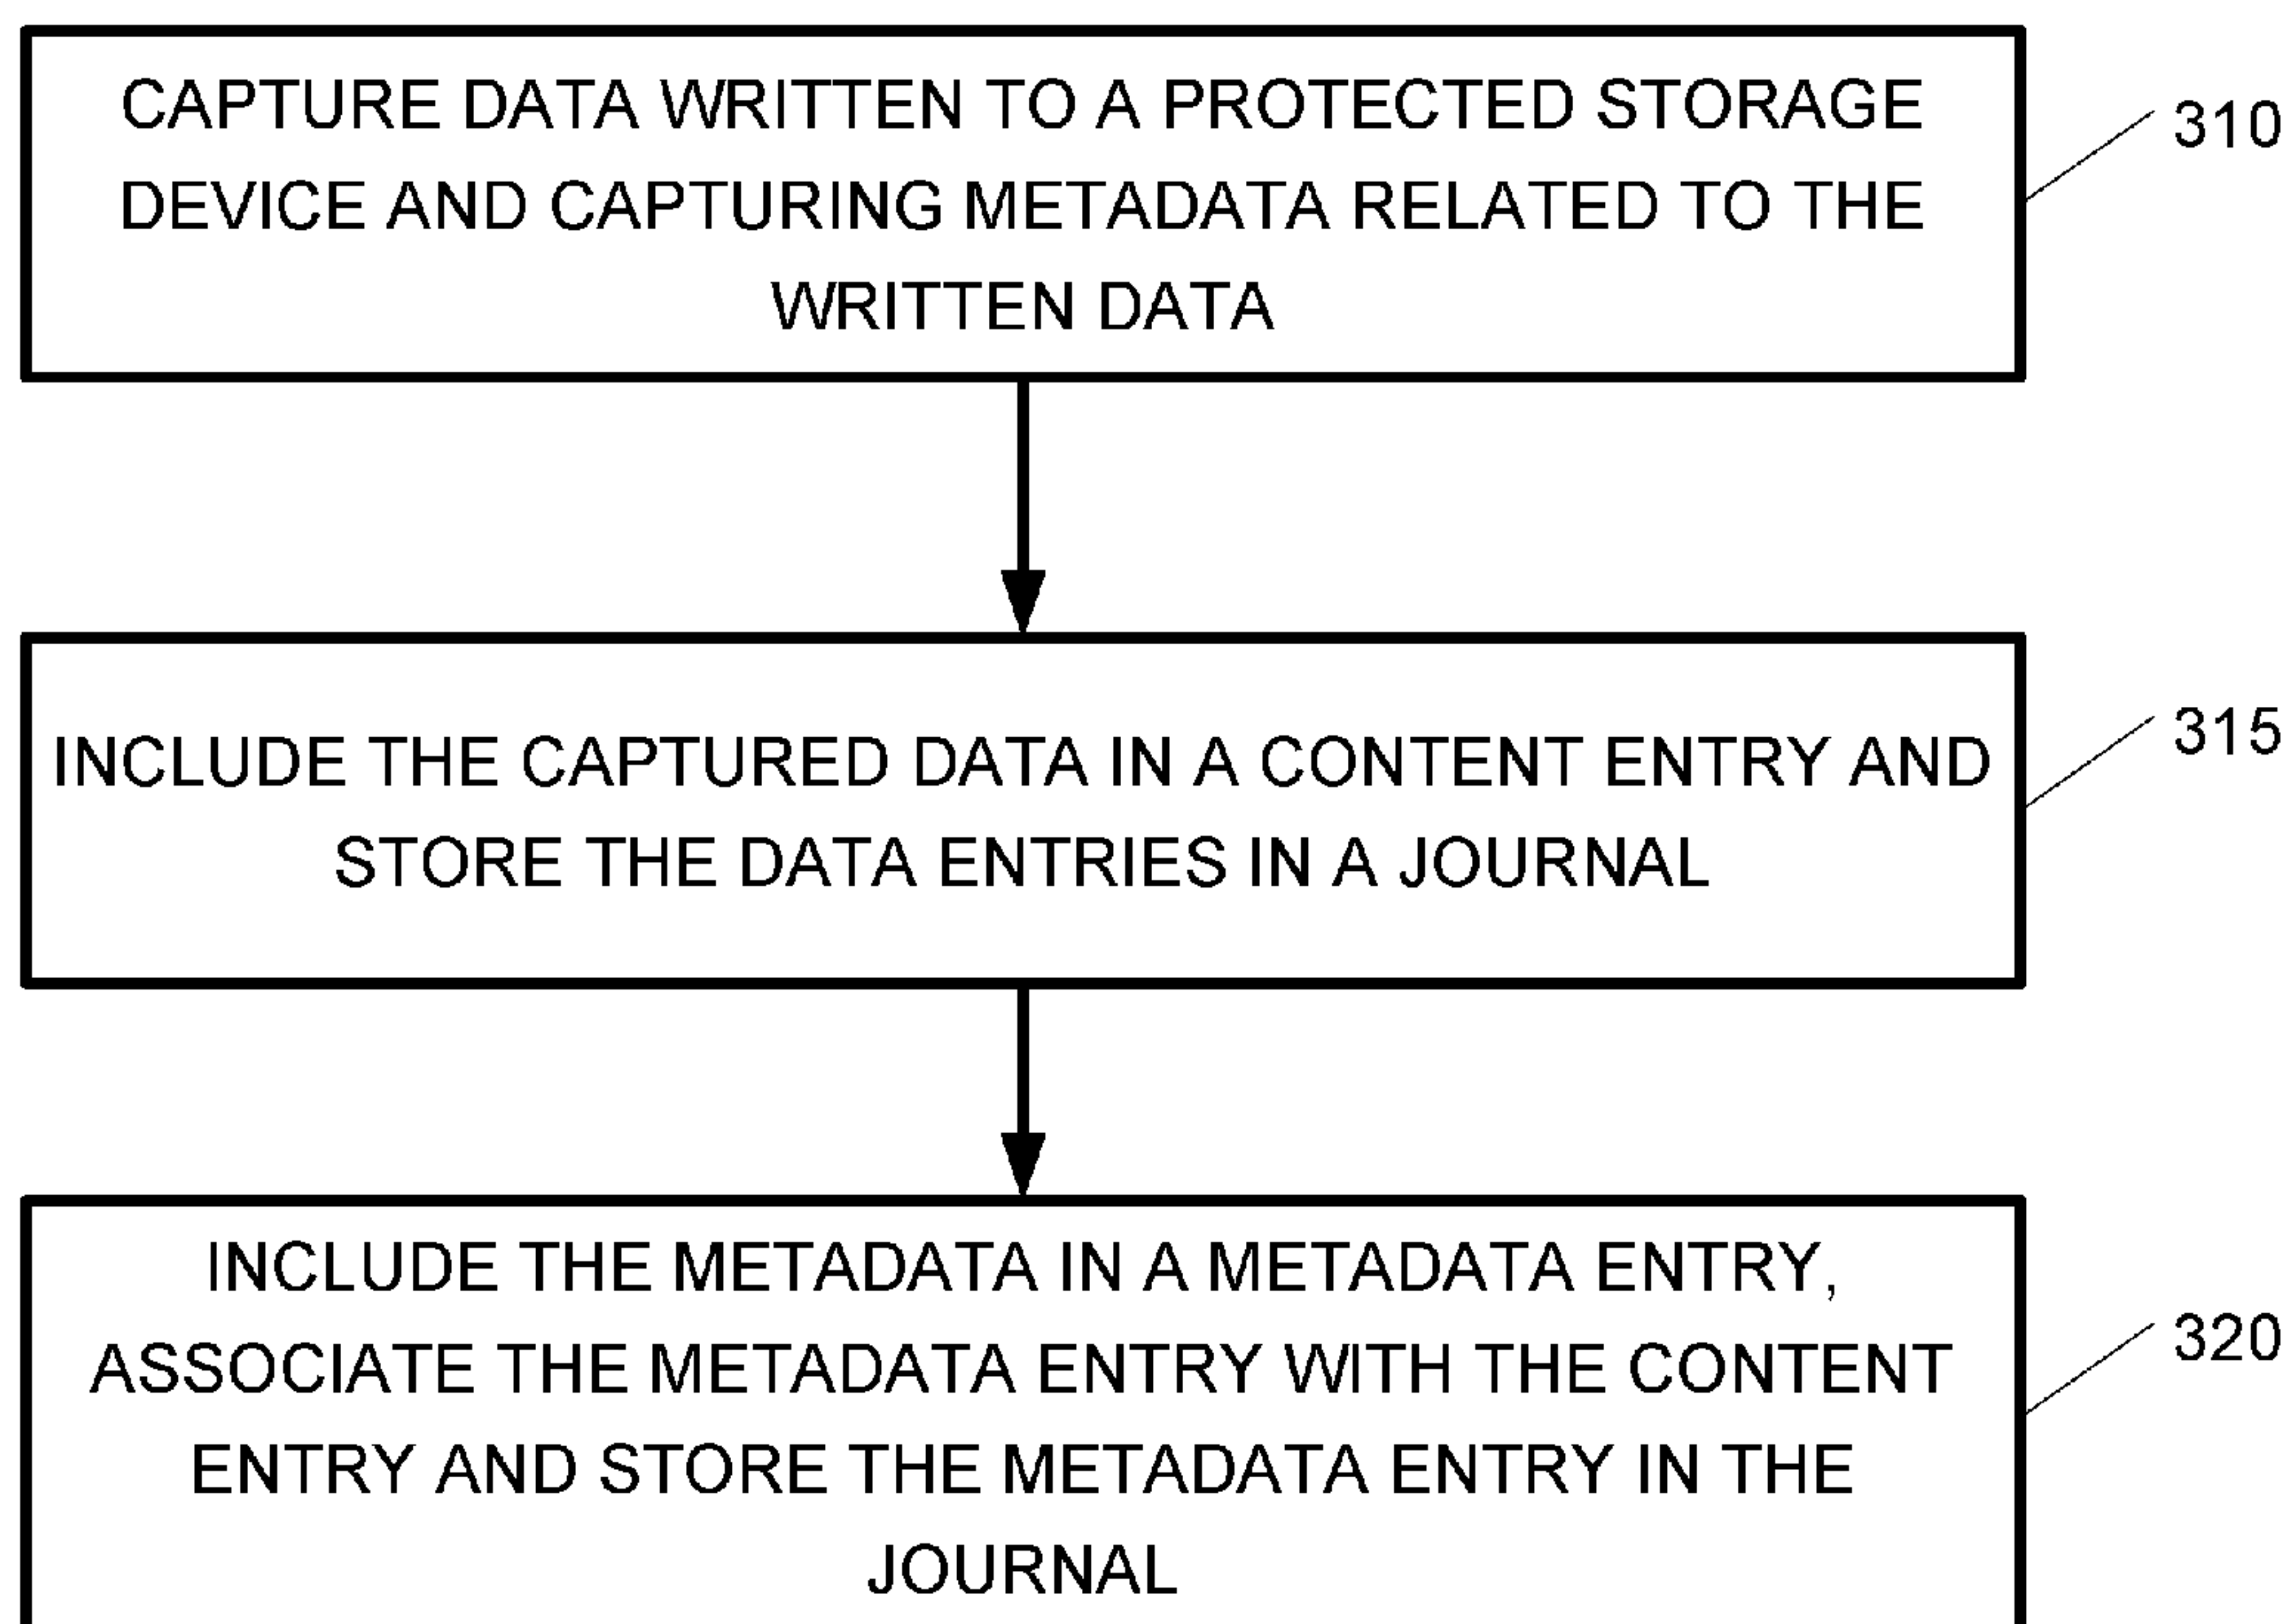 CAPTURE DATA WRITTEN TO A PROTECTED STORAGE
DEVICE AND CAPTURING METADATA RELATED TO THE
WRITTEN DATA
310
INCLUDE THE CAPTURED DATA IN A CONTENT ENTRY AND
STORE THE DATA ENTRIES IN A JOURNAL
315
INCLUDE THE METADATA IN A METADATA ENTRY,
ASSOCIATE THE METADATA ENTRY WITH THE CONTENT
ENTRY AND STORE THE METADATA ENTRY IN THE
JOURNAL
320